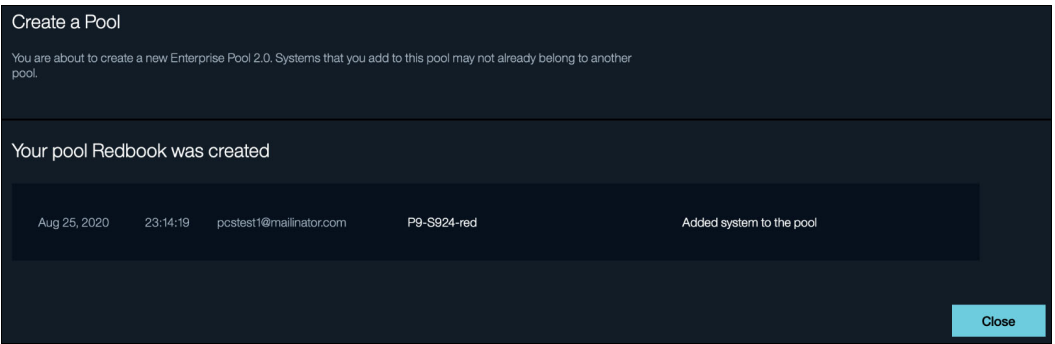 Create a Pool
You are about to create a new Enterprise Pool 2.0. Systems that you add to this pool may not already belong to another
pool.
Your pool Redbook was created
Aug 25, 2020 23:14:19 pcstest1@mailinator.com P9-S924-red Added system to the pool
Close